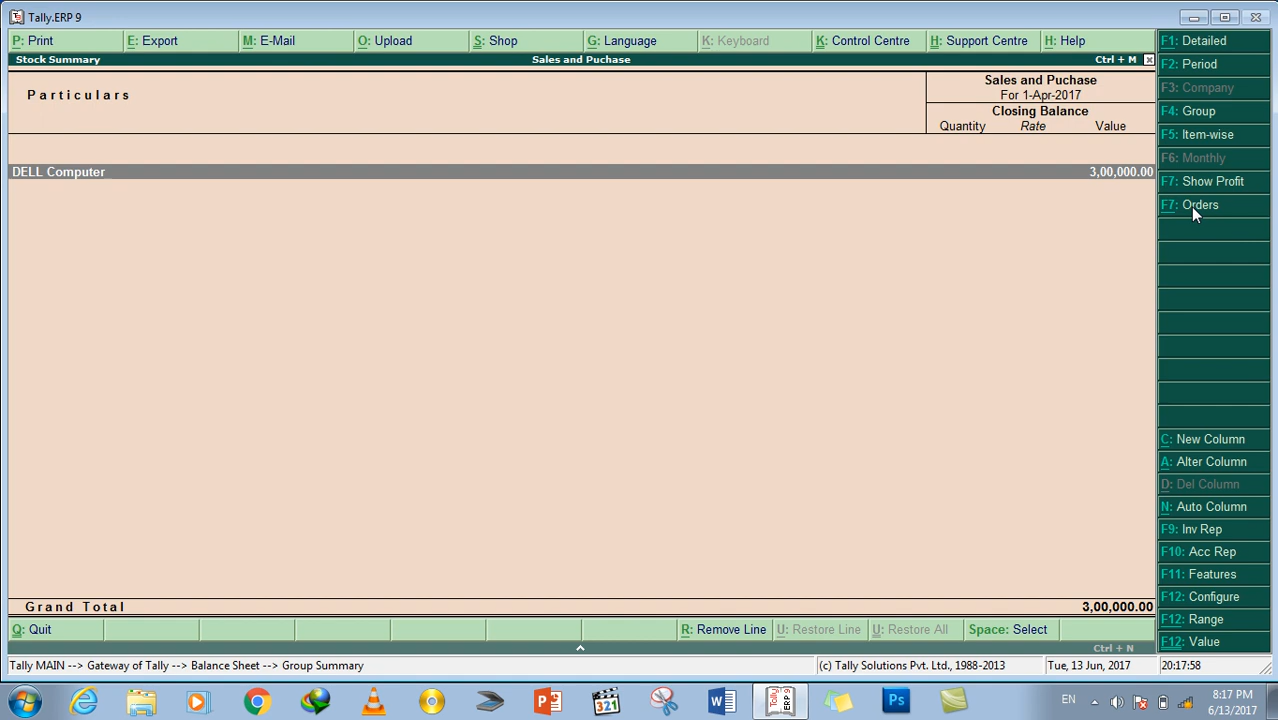 Tally.ERP 9
P: Print
E: Export
M: E-Mail
O: Upload
S: Shop
G: Language
K: Keyboard
K: Control Centre
H: Support Centre
H: Help
Stock Summary
Sales and Puchase
Ctrl + M
Particulars
Sales and Puchase
For 1-Apr-2017
Closing Balance
Quantity Rate Value
DELL Computer 3,00,000.00
Grand Total 3,00,000.00
F1: Detailed
F2: Period
F3: Company
F4: Group
F5: Item-wise
F6: Monthly
F7: Show Profit
F7: Orders
C: New Column
A: Alter Column
D: Del Column
N: Auto Column
F9: Inv Rep
F10: Acc Rep
F11: Features
F12: Configure
F12: Range
F12: Value
Q: Quit
R: Remove Line
U: Restore Line
U: Restore All
Space: Select
Ctrl + N
Tally MAIN --> Gateway of Tally --> Balance Sheet --> Group Summary
(c) Tally Solutions Pvt. Ltd., 1988-2013
Tue, 13 Jun, 2017
20:17:58
321
Tally
ERP 9
Ps
EN
8:17 PM
6/13/2017